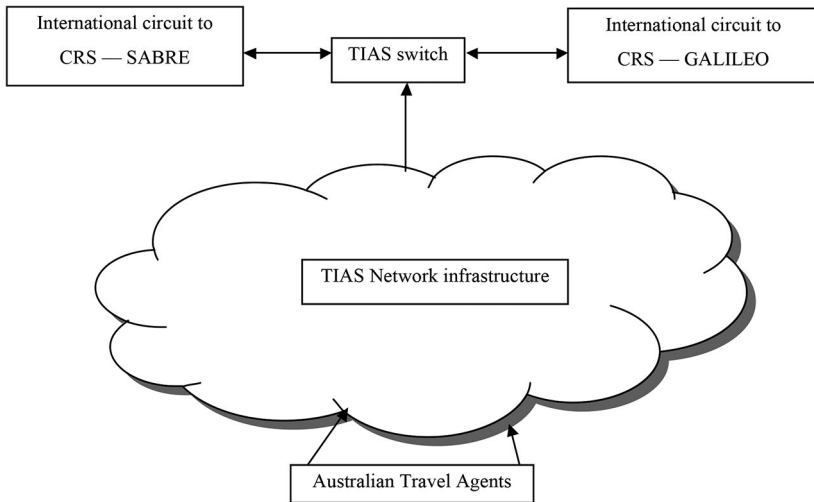 International circuit to
CRS — SABRE
TIAS switch
International circuit to
CRS — GALILEO
TIAS Network infrastructure
Australian Travel Agents